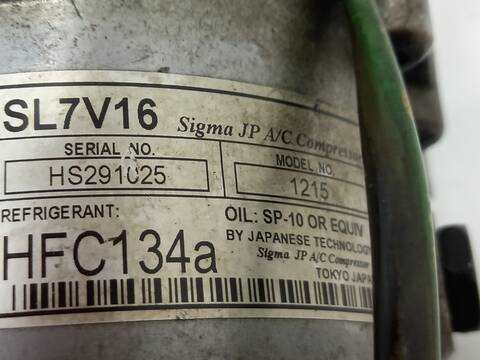 SL7V16 Sigma JP A/C Compressor
SERIAL NO. MODEL NO.
HS291025 1215
REFRIGERANT: OIL: SP-10 OR EQUIV
HFC134a BY JAPANESE TECHNOLOGY
Sigma JP A/C Compressor
TOKYO JAPA